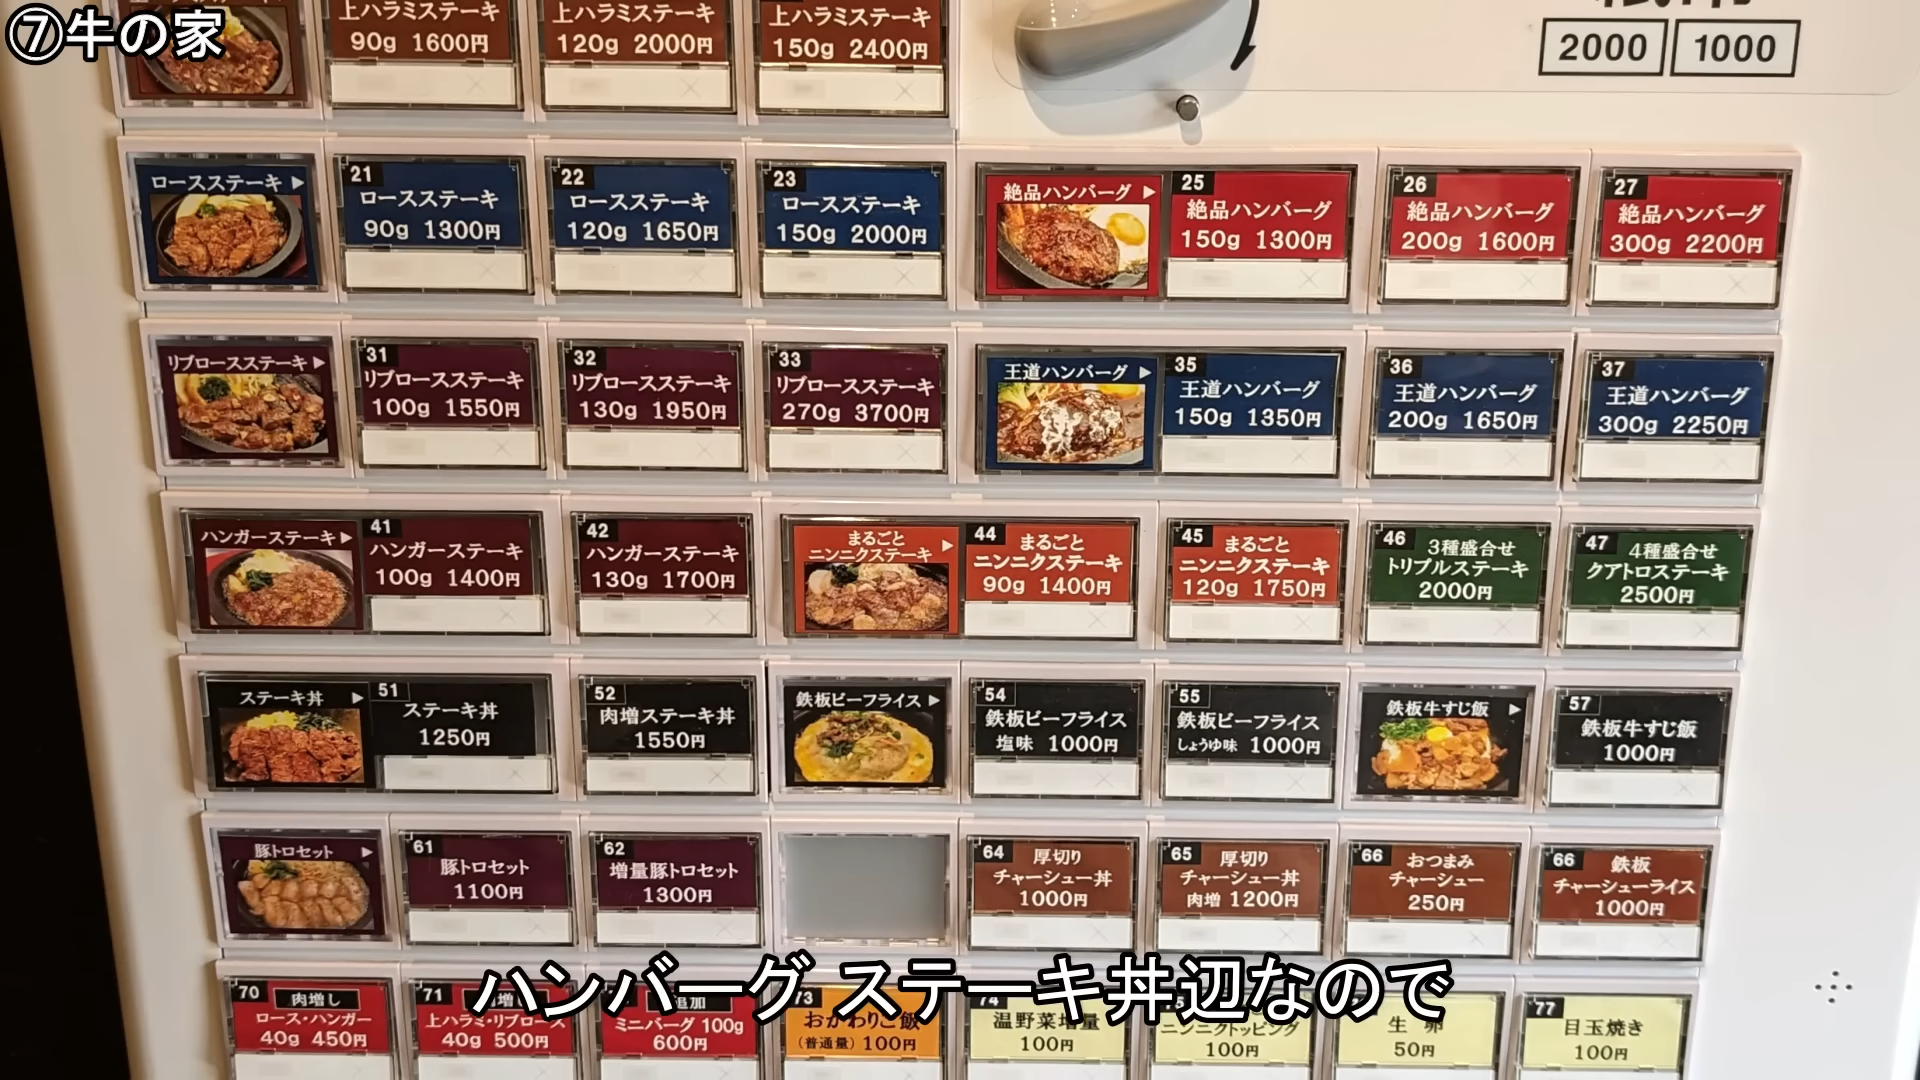 ⑦牛の家
上ハラミステーキ
90g 1600円
上ハラミステーキ
120g 2000円
上ハラミステーキ
150g 2400円
2000 1000
ロースステーキ ▶
21
ロースステーキ
90g 1300円
22
ロースステーキ
120g 1650円
23
ロースステーキ
150g 2000円
絶品ハンバーグ ▶
25
絶品ハンバーグ
150g 1300円
26
絶品ハンバーグ
200g 1600円
27
絶品ハンバーグ
300g 2200円
リブロースステーキ ▶
31
リブロースステーキ
100g 1550円
32
リブロースステーキ
130g 1950円
33
リブロースステーキ
270g 3700円
王道ハンバーグ ▶
35
王道ハンバーグ
150g 1350円
36
王道ハンバーグ
200g 1650円
37
王道ハンバーグ
300g 2250円
ハンガーステーキ ▶
41
ハンガーステーキ
100g 1400円
42
ハンガーステーキ
130g 1700円
まるごと
ニンニクステーキ ▶
44
まるごと
ニンニクステーキ
90g 1400円
45
まるごと
ニンニクステーキ
120g 1750円
46
3種盛合せ
トリプルステーキ
2000円
47
4種盛合せ
クアトロステーキ
2500円
ステーキ丼 ▶
51
ステーキ丼
1250円
52
肉増ステーキ丼
1550円
鉄板ビーフライス ▶
54
鉄板ビーフライス
塩味 1000円
55
鉄板ビーフライス
しょうゆ味 1000円
鉄板牛すじ飯 ▶
57
鉄板牛すじ飯
1000円
豚トロセット ▶
61
豚トロセット
1100円
62
増量豚トロセット
1300円
64
厚切り
チャーシュー丼
1000円
65
厚切り
チャーシュー丼
肉増 1200円
66
おつまみ
チャーシュー
250円
66
鉄板
チャーシューライス
1000円
70
肉増し
ロース・ハンガー
40g 450円
71
肉増し
上ハラミ・リブロース
40g 500円
追加
ミニバーグ 100g
600円
73
おかわりご飯
(普通量) 100円
74
温野菜増量
100円
ニンニクトッピング
100円
生 卵
50円
77
目玉焼き
100円
ハンバーグ ステーキ丼辺なので